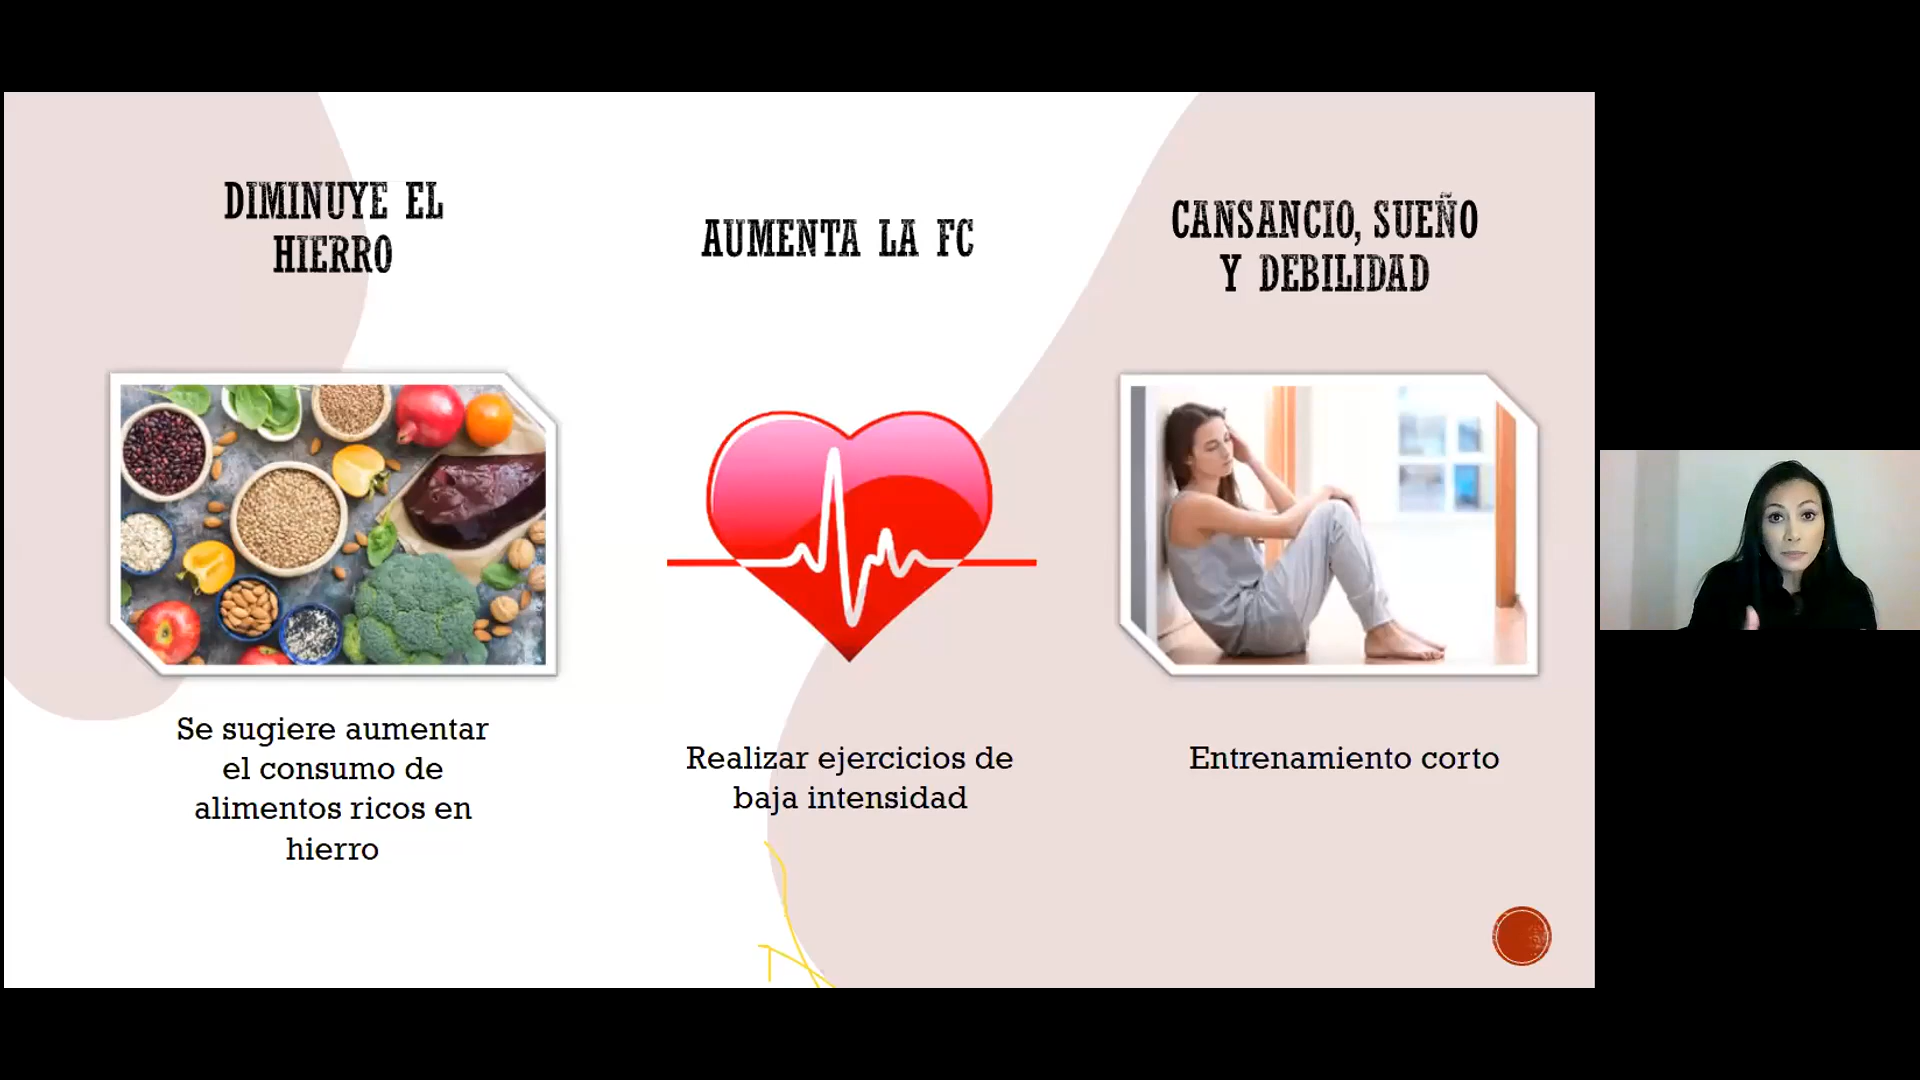 DIMINUYE EL
HIERRO
Se sugiere aumentar
el consumo de
alimentos ricos en
hierro
AUMENTA LA FC
Realizar ejercicios de
baja intensidad
CANSANCIO, SUEÑO
Y DEBILIDAD
Entrenamiento corto